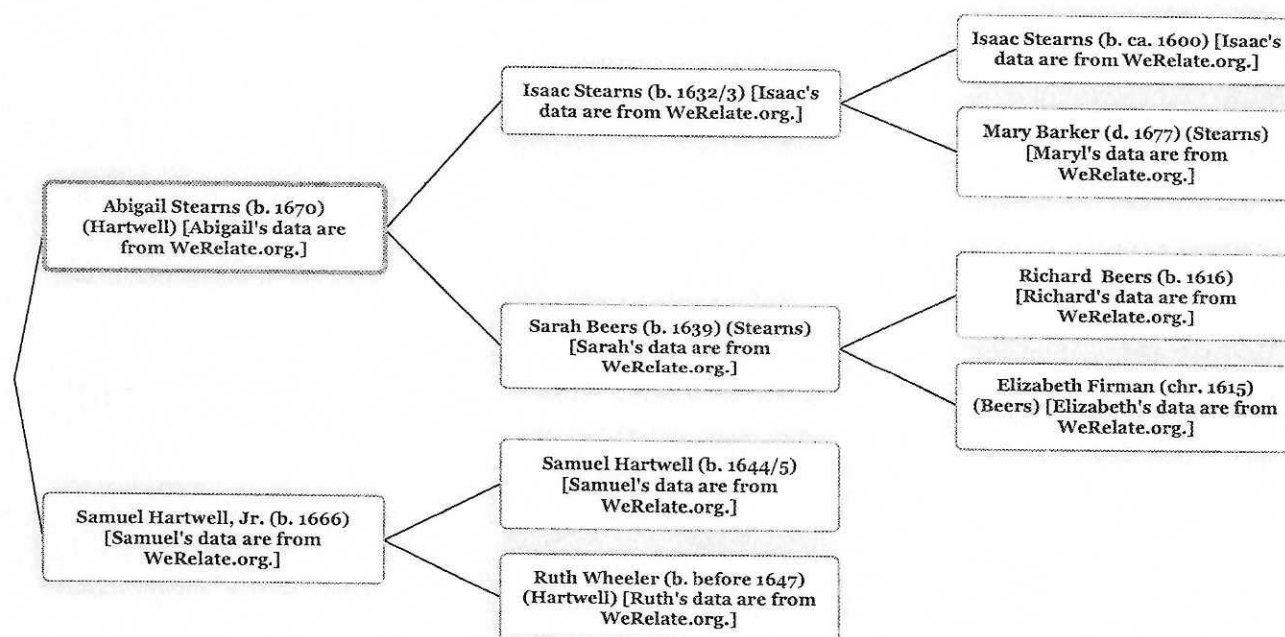 Isaac Stearns (b. ca. 1600) [Isaac's
data are from WeRelate.org.]
Isaac Stearns (b. 1632/3) [Isaac's
data are from WeRelate.org.]
Mary Barker (d. 1677) (Stearns)
[Maryl's data are from
WeRelate.org.]
Abigail Stearns (b. 1670)
(Hartwell) [Abigail's data are
from WeRelate.org.]
Richard Beers (b. 1616)
[Richard's data are from
WeRelate.org.]
Sarah Beers (b. 1639) (Stearns)
[Sarah's data are from
WeRelate.org.]
Elizabeth Firman (chr. 1615)
(Beers) [Elizabeth's data are from
WeRelate.org.]
Samuel Hartwell (b. 1644/5)
[Samuel's data are from
WeRelate.org.]
Samuel Hartwell, Jr. (b. 1666)
[Samuel's data are from
WeRelate.org.]
Ruth Wheeler (b. before 1647)
(Hartwell) [Ruth's data are from
WeRelate.org.]